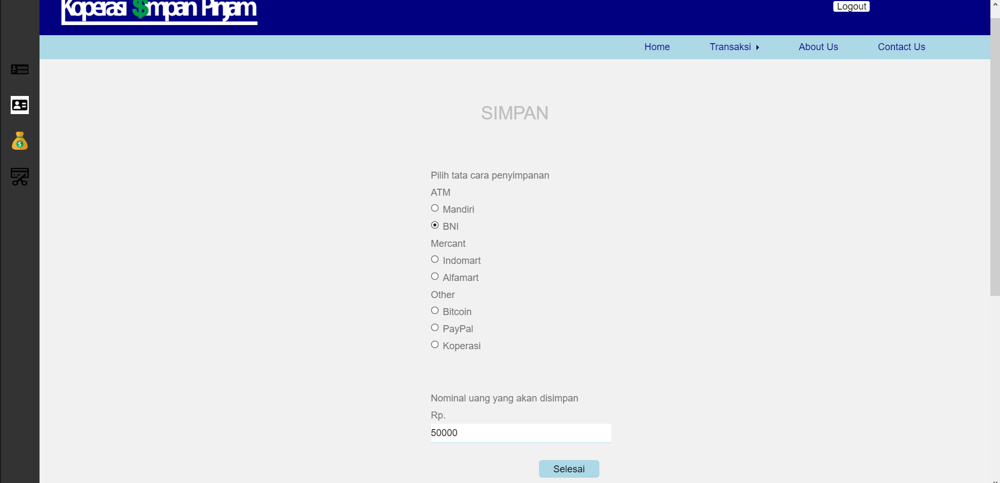 Koperasi $impan Pinjam
Logout
Home Transaksi About Us Contact Us
SIMPAN
Pilih tata cara penyimpanan
ATM
Mandiri
BNI
Mercant
Indomart
Alfamart
Other
Bitcoin
PayPal
Koperasi
Nominal uang yang akan disimpan
Rp.
50000
Selesai